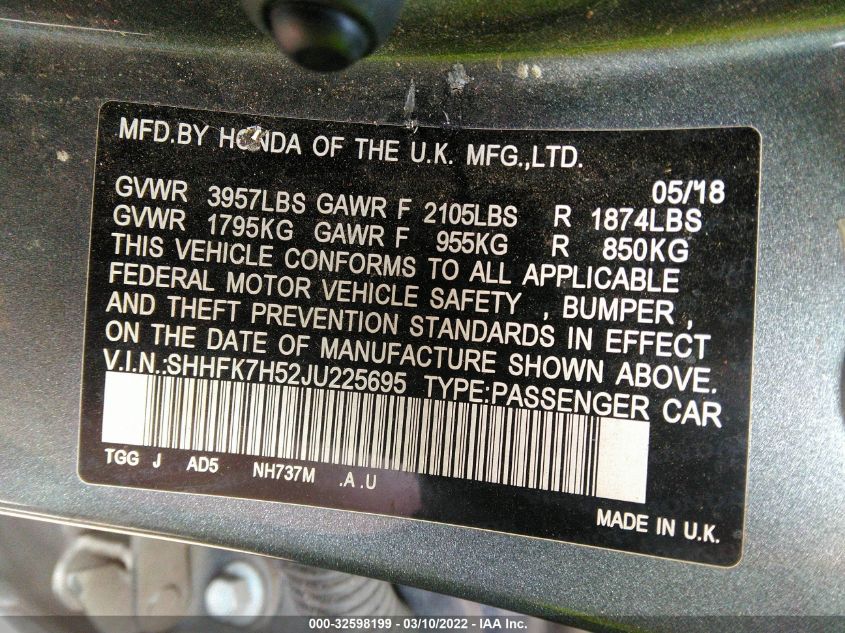 MFD.BY HONDA OF THE U.K. MFG.,LTD.
05/'18
GVWR 3957LBS GAWR F 2105LBS R 1874LBS
GVWR 1795KG GAWR F 955KG R 850KG
THIS VEHICLE CONFORMS TO ALL APPLICABLE
FEDERAL MOTOR VEHICLE SAFETY , BUMPER ,
AND THEFT PREVENTION STANDARDS IN EFFECT
ON THE DATE OF MANUFACTURE SHOWN ABOVE.
V.I.N.:SHHFK7H52JU225695 TYPE:PASSENGER CAR
TGG J AD5 NH737M .A .U
MADE IN U.K.
000-32598199 - 03/10/2022 - IAA Inc.